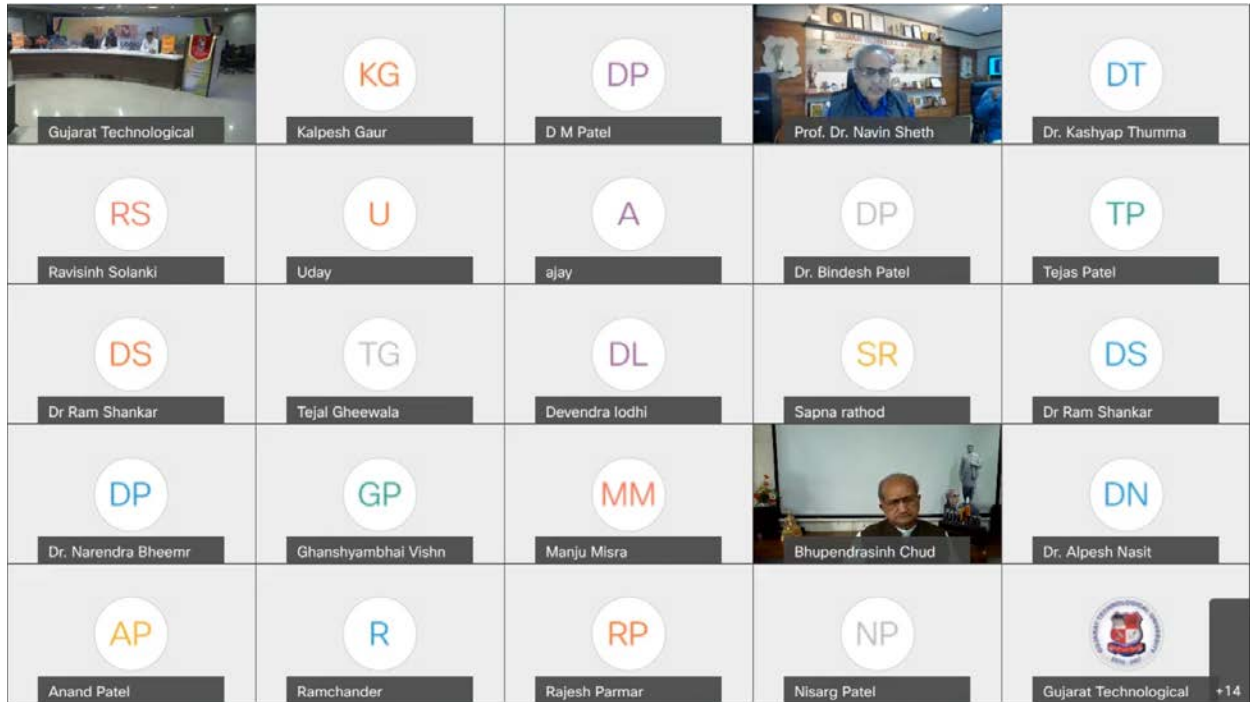 Gujarat Technological
KG
Kalpesh Gaur
DP
D M Patel
Prof. Dr. Navin Sheth
DT
Dr. Kashyap Thumma
RS
Ravisinh Solanki
U
Uday
A
ajay
DP
Dr. Bindesh Patel
TP
Tejas Patel
DS
Dr Ram Shankar
TG
Tejal Gheewala
DL
Devendra lodhi
SR
Sapna rathod
DS
Dr Ram Shankar
DP
Dr. Narendra Bheemr
GP
Ghanshyambhai Vishn
MM
Manju Misra
Bhupendrasinh Chud
DN
Dr. Alpesh Nasit
AP
Anand Patel
R
Ramchander
RP
Rajesh Parmar
NP
Nisarg Patel
GUJARAT TECHNOLOGICAL UNIVERSITY
Gujarat Technological
+14